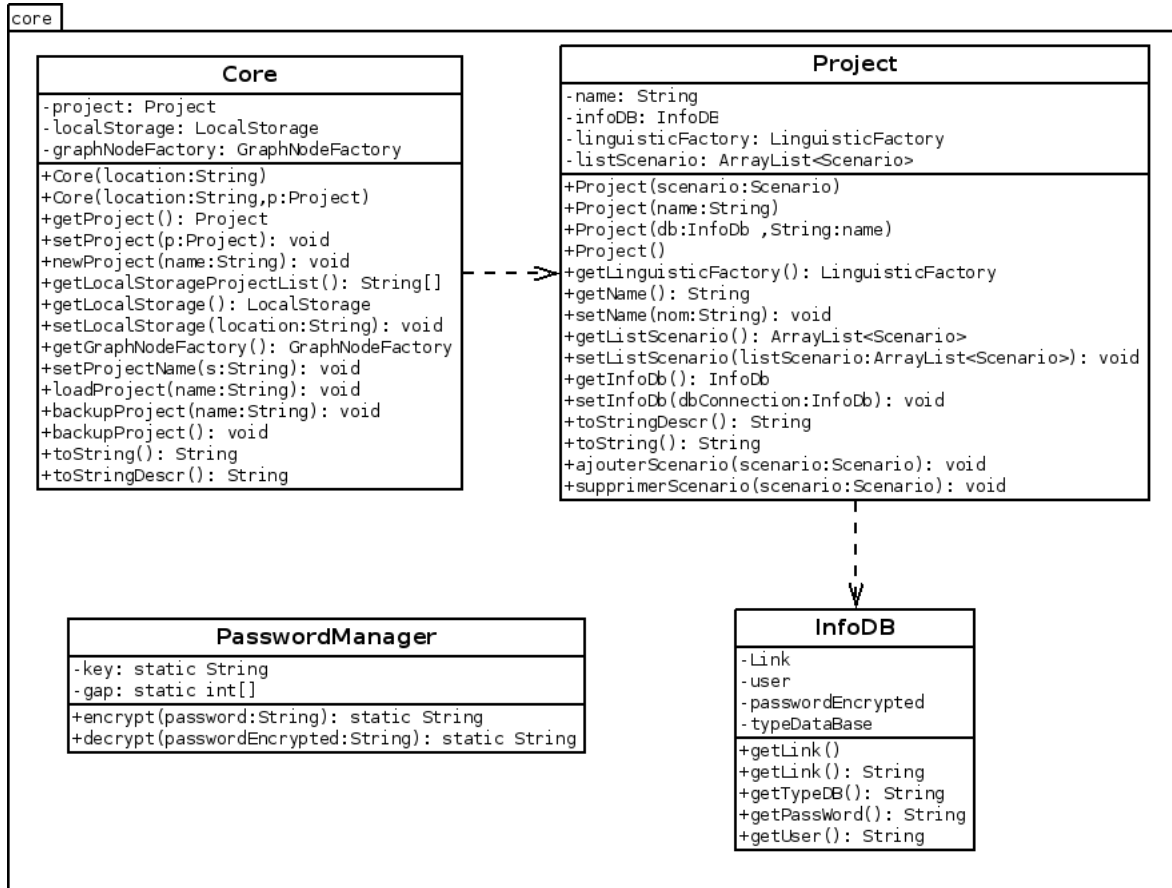 core
Core
-project: Project
-localStorage: LocalStorage
-graphNodeFactory: GraphNodeFactory
+Core(location:String)
+Core(location:String,p:Project)
+getProject(): Project
+setProject(p:Project): void
+newProject(name:String): void
+getLocalStorageProjectList(): String[]
+getLocalStorage(): LocalStorage
+setLocalStorage(location:String): void
+getGraphNodeFactory(): GraphNodeFactory
+setProjectName(s:String): void
+loadProject(name:String): void
+backupProject(name:String): void
+backupProject(): void
+toString(): String
+toStringDescr(): String
Project
-name: String
-infoDB: InfoDB
-linguisticFactory: LinguisticFactory
-listScenario: ArrayList<Scenario>
+Project(scenario:Scenario)
+Project(name:String)
+Project(db:InfoDb ,String:name)
+Project()
+getLinguisticFactory(): LinguisticFactory
+getName(): String
+setName(nom:String): void
+getListScenario(): ArrayList<Scenario>
+setListScenario(listScenario:ArrayList<Scenario>): void
+getInfoDb(): InfoDb
+setInfoDb(dbConnection:InfoDb): void
+toStringDescr(): String
+toString(): String
+ajouterScenario(scenario:Scenario): void
+supprimerScenario(scenario:Scenario): void
PasswordManager
-key: static String
-gap: static int[]
+encrypt(password:String): static String
+decrypt(passwordEncrypted:String): static String
InfoDB
-Link
-user
-passwordEncrypted
-typeDataBase
+getLink()
+getLink(): String
+getTypeDB(): String
+getPassWord(): String
+getUser(): String